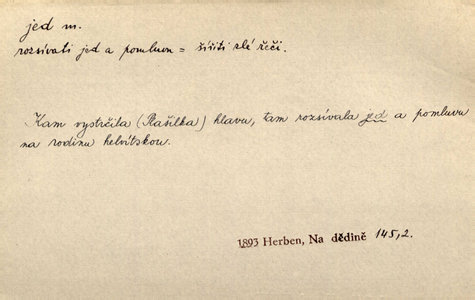 jed m.
rozsívati jed a pomluvu = šířiti zlé řeči.
Kam vystrčila (Rašilka) hlavu, tam rozsívala jed a pomluvu
na rodinu helvítskou.
1893 Herben, Na dědině 145,2.